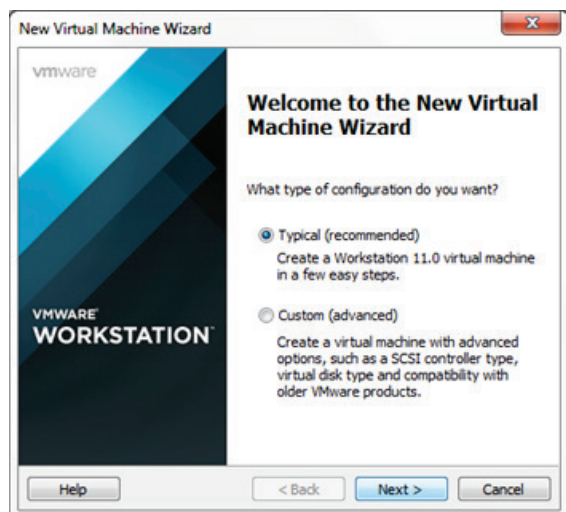 New Virtual Machine Wizard
vmware
Welcome to the New Virtual
Machine Wizard
What type of configuration do you want?
Typical (recommended)
Create a Workstation 11.0 virtual machine
in a few easy steps.
Custom (advanced)
Create a virtual machine with advanced
options, such as a SCSI controller type,
virtual disk type and compatibility with
older VMware products.
VMWARE
WORKSTATION
Help
< Back
Next >
Cancel